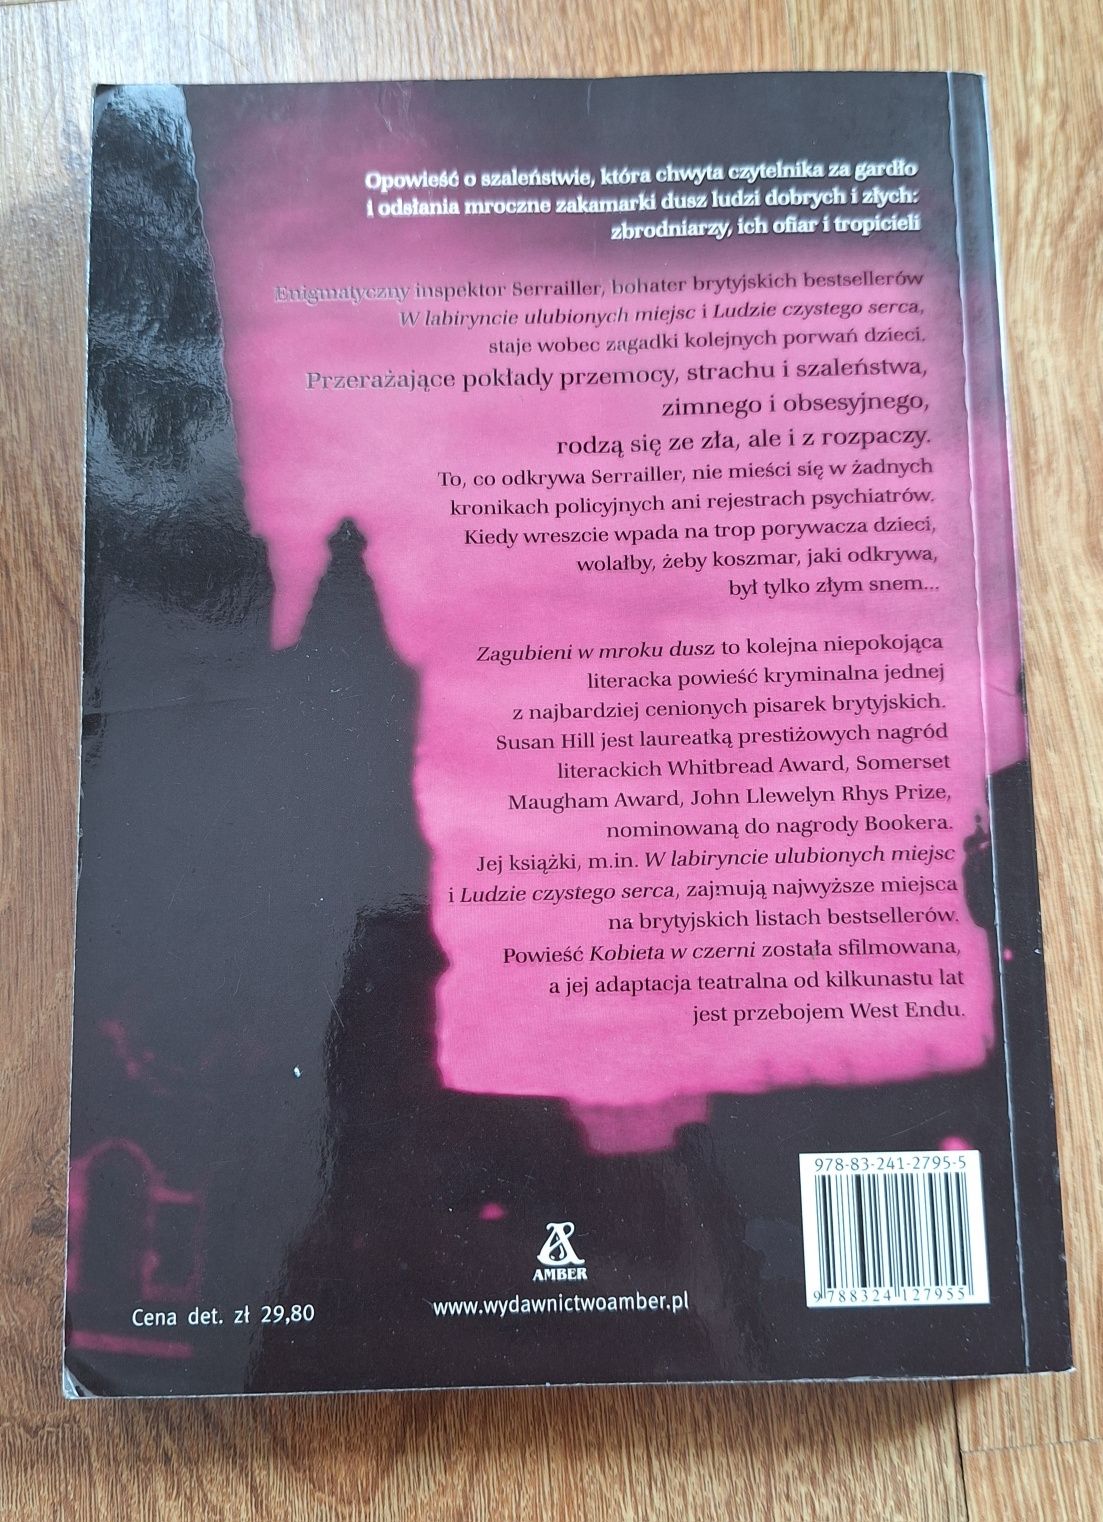 Opowieść o szaleństwie, która chwyta czytelnika za gardło
i odsłania mroczne zakamarki dusz ludzi dobrych i złych:
zbrodniarzy, ich ofiar i tropicieli
Enigmatyczny inspektor Serrailler, bohater brytyjskich bestsellerów
W labiryncie ulubionych miejsc i Ludzie czystego serca,
staje wobec zagadki kolejnych porwań dzieci.
Przerażające pokłady przemocy, strachu i szaleństwa,
zimnego i obsesyjnego,
rodzą się ze zła, ale i z rozpaczy.
To, co odkrywa Serrailler, nie mieści się w żadnych
kronikach policyjnych ani rejestrach psychiatrów.
Kiedy wreszcie wpada na trop porywacza dzieci,
wolałby, żeby koszmar, jaki odkrywa,
był tylko złym snem...
Zagubieni w mroku dusz to kolejna niepokojąca
literacka powieść kryminalna jednej
z najbardziej cenionych pisarek brytyjskich.
Susan Hill jest laureatką prestiżowych nagród
literackich Whitbread Award, Somerset
Maugham Award, John Llewelyn Rhys Prize,
nominowaną do nagrody Bookera.
Jej książki, m.in. W labiryncie ulubionych miejsc
i Ludzie czystego serca, zajmują najwyższe miejsca
na brytyjskich listach bestsellerów.
Powieść Kobieta w czerni została sfilmowana,
a jej adaptacja teatralna od kilkunastu lat
jest przebojem West Endu.
978-83-241-2795-5
9 788324 127955
AMBER
www.wydawnictwoamber.pl
Cena det. zł 29,80